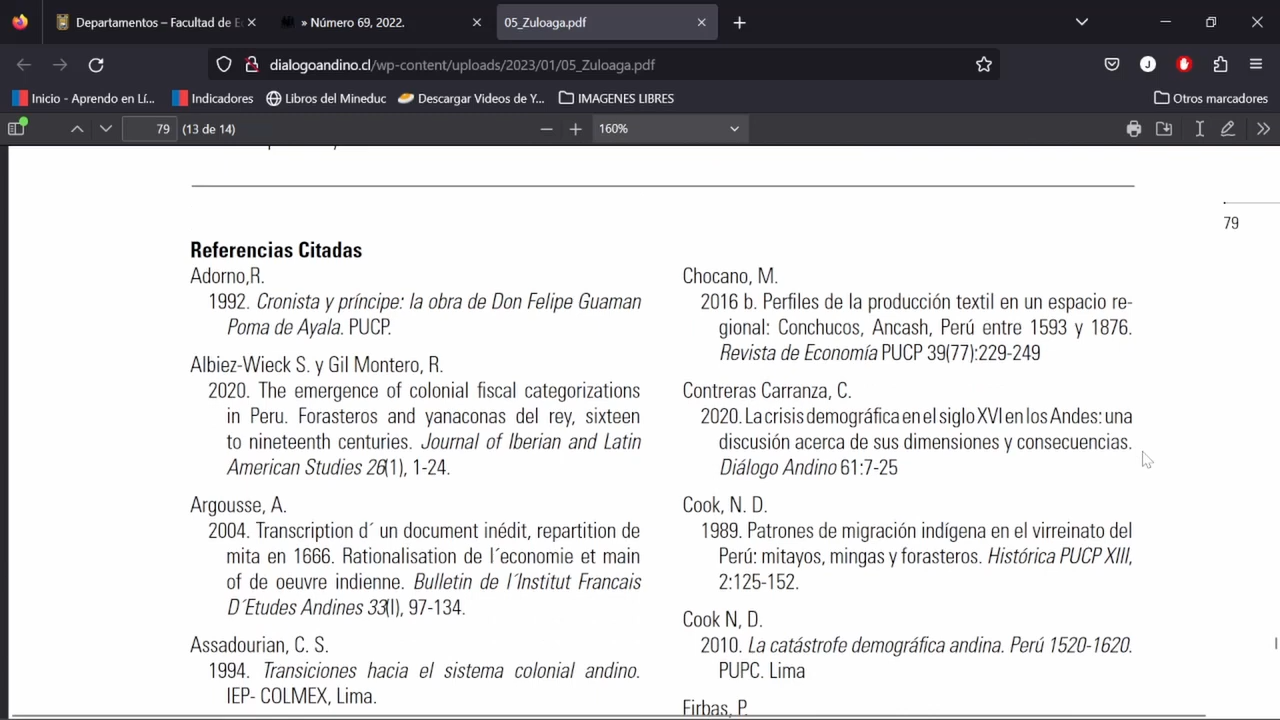 Departamentos – Facultad de E
» Número 69, 2022.
05_Zuloaga.pdf
dialogoandino.cl/wp-content/uploads/2023/01/05_Zuloaga.pdf
Inicio - Aprendo en Lí...
Indicadores
Libros del Mineduc
Descargar Videos de Y...
IMAGENES LIBRES
Otros marcadores
79 (13 de 14)
160%
79
Referencias Citadas
Adorno,R.
1992. Cronista y príncipe: la obra de Don Felipe Guaman
Poma de Ayala. PUCP.
Albiez-Wieck S. y Gil Montero, R.
2020. The emergence of colonial fiscal categorizations
in Peru. Forasteros and yanaconas del rey, sixteen
to nineteenth centuries. Journal of Iberian and Latin
American Studies 26(1), 1-24.
Argousse, A.
2004. Transcription d´ un document inédit, repartition de
mita en 1666. Rationalisation de l´economie et main
of de oeuvre indienne. Bulletin de l´Institut Francais
D´Etudes Andines 33(I), 97-134.
Assadourian, C. S.
1994. Transiciones hacia el sistema colonial andino.
IEP- COLMEX, Lima.
Chocano, M.
2016 b. Perfiles de la producción textil en un espacio re-
gional: Conchucos, Ancash, Perú entre 1593 y 1876.
Revista de Economía PUCP 39(77):229-249
Contreras Carranza, C.
2020. La crisis demográfica en el siglo XVI en los Andes: una
discusión acerca de sus dimensiones y consecuencias.
Diálogo Andino 61:7-25
Cook, N. D.
1989. Patrones de migración indígena en el virreinato del
Perú: mitayos, mingas y forasteros. Histórica PUCP XIII,
2:125-152.
Cook N, D.
2010. La catástrofe demográfica andina. Perú 1520-1620.
PUPC. Lima
Firbas, P.